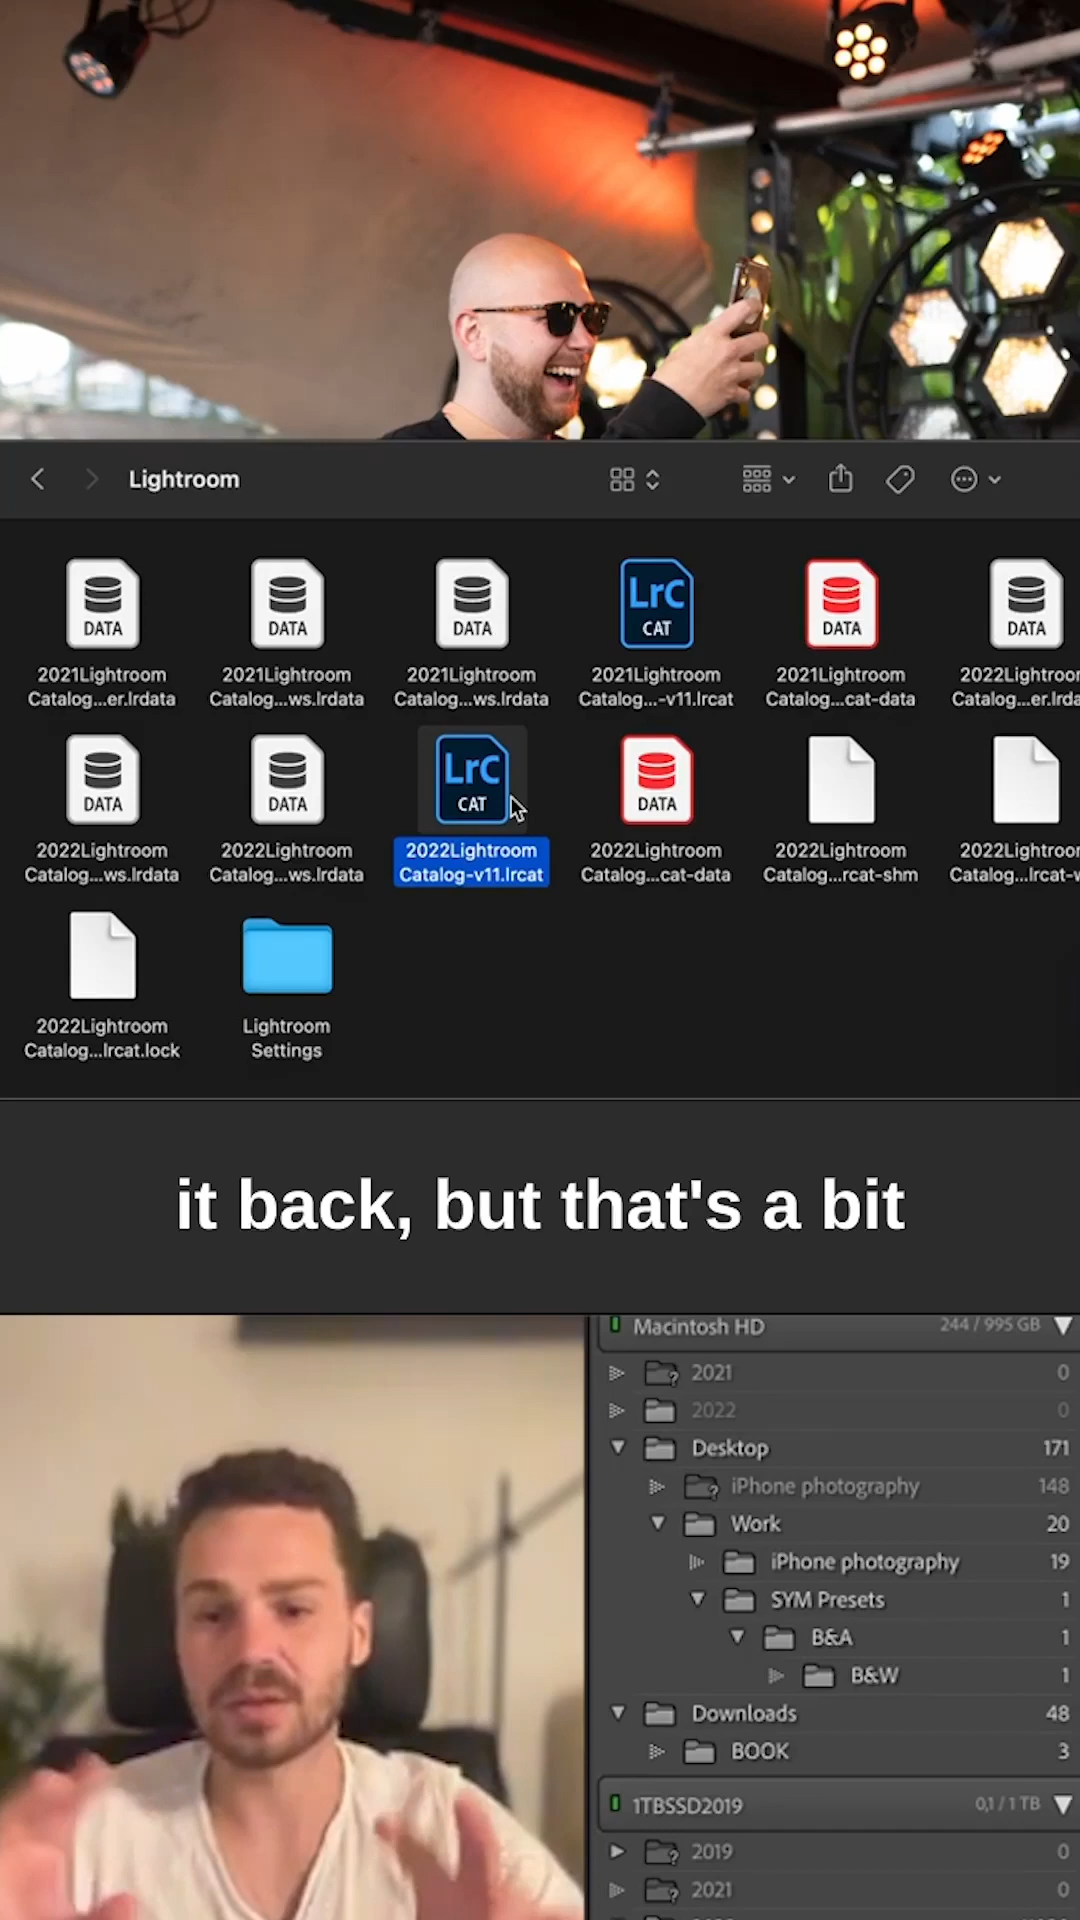 Lightroom
DATA DATA DATA LrC CAT DATA DATA
2021Lightroom 2021Lightroom 2021Lightroom 2021Lightroom 2021Lightroom 2022Lightroom
Catalog...er.lrdata Catalog...ws.lrdata Catalog...ws.lrdata Catalog...-v11.lrcat Catalog...cat-data Catalog...er.lrda
DATA DATA LrC CAT DATA
2022Lightroom 2022Lightroom 2022Lightroom 2022Lightroom 2022Lightroom 2022Lightroom
Catalog...ws.lrdata Catalog...ws.lrdata Catalog-v11.lrcat Catalog...cat-data Catalog...rcat-shm Catalog...lrcat-w
2022Lightroom Lightroom
Catalog...lrcat.lock Settings
it back, but that's a bit
Macintosh HD 244 / 995 GB
2021 0
2022 0
Desktop 171
iPhone photography 148
Work 20
iPhone photography 19
SYM Presets 1
B&A 1
B&W 1
Downloads 48
BOOK 3
1TBSSD2019 0,1 / 1 TB
2019 0
2021 0